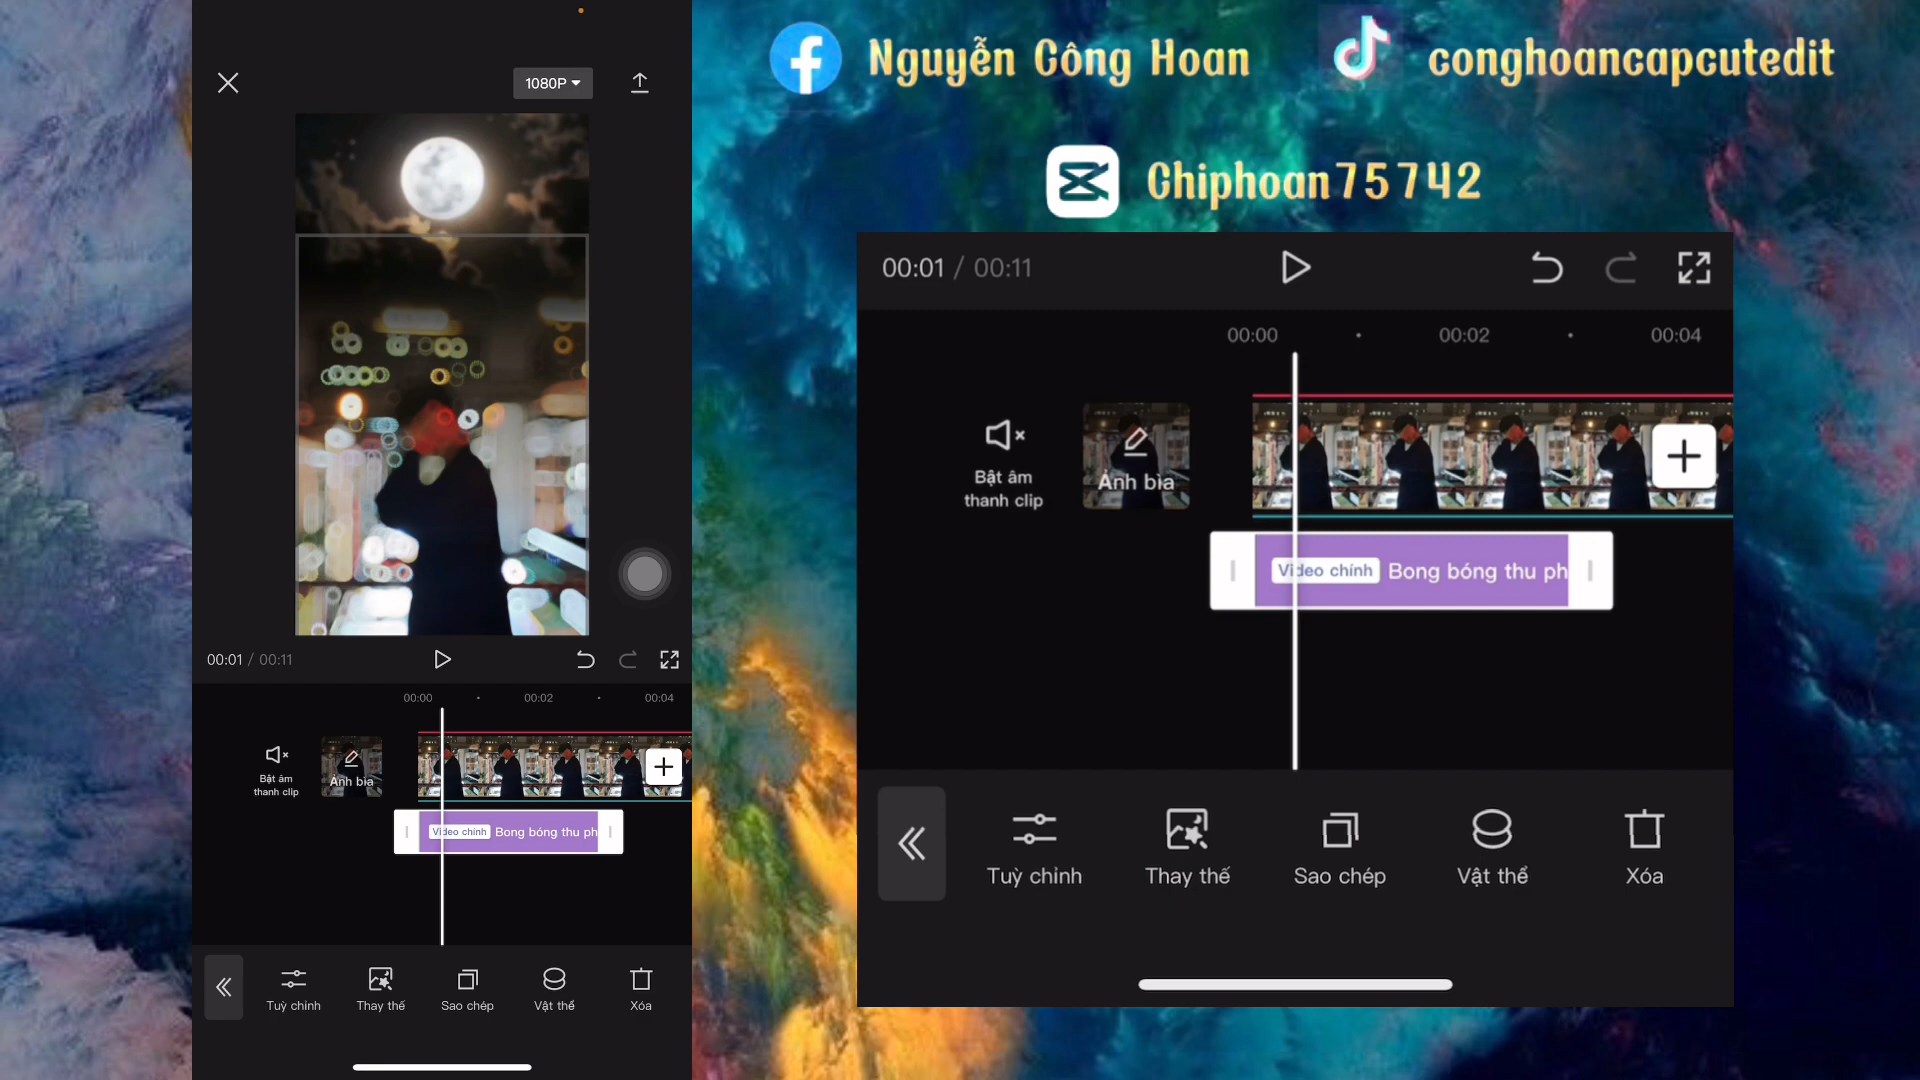 Nguyễn Công Hoan
conghoancapcutedit
Chiphoan75742
1080P
00:01 / 00:11
00:00
00:02
00:04
Bật âm
thanh clip
Ảnh bìa
Video chính
Bong bóng thu ph
Tuỳ chỉnh
Thay thế
Sao chép
Vật thể
Xóa
00:01 / 00:11
00:00
00:02
00:04
Bật âm
thanh clip
Ảnh bìa
Video chính
Bong bóng thu ph
Tuỳ chỉnh
Thay thế
Sao chép
Vật thể
Xóa